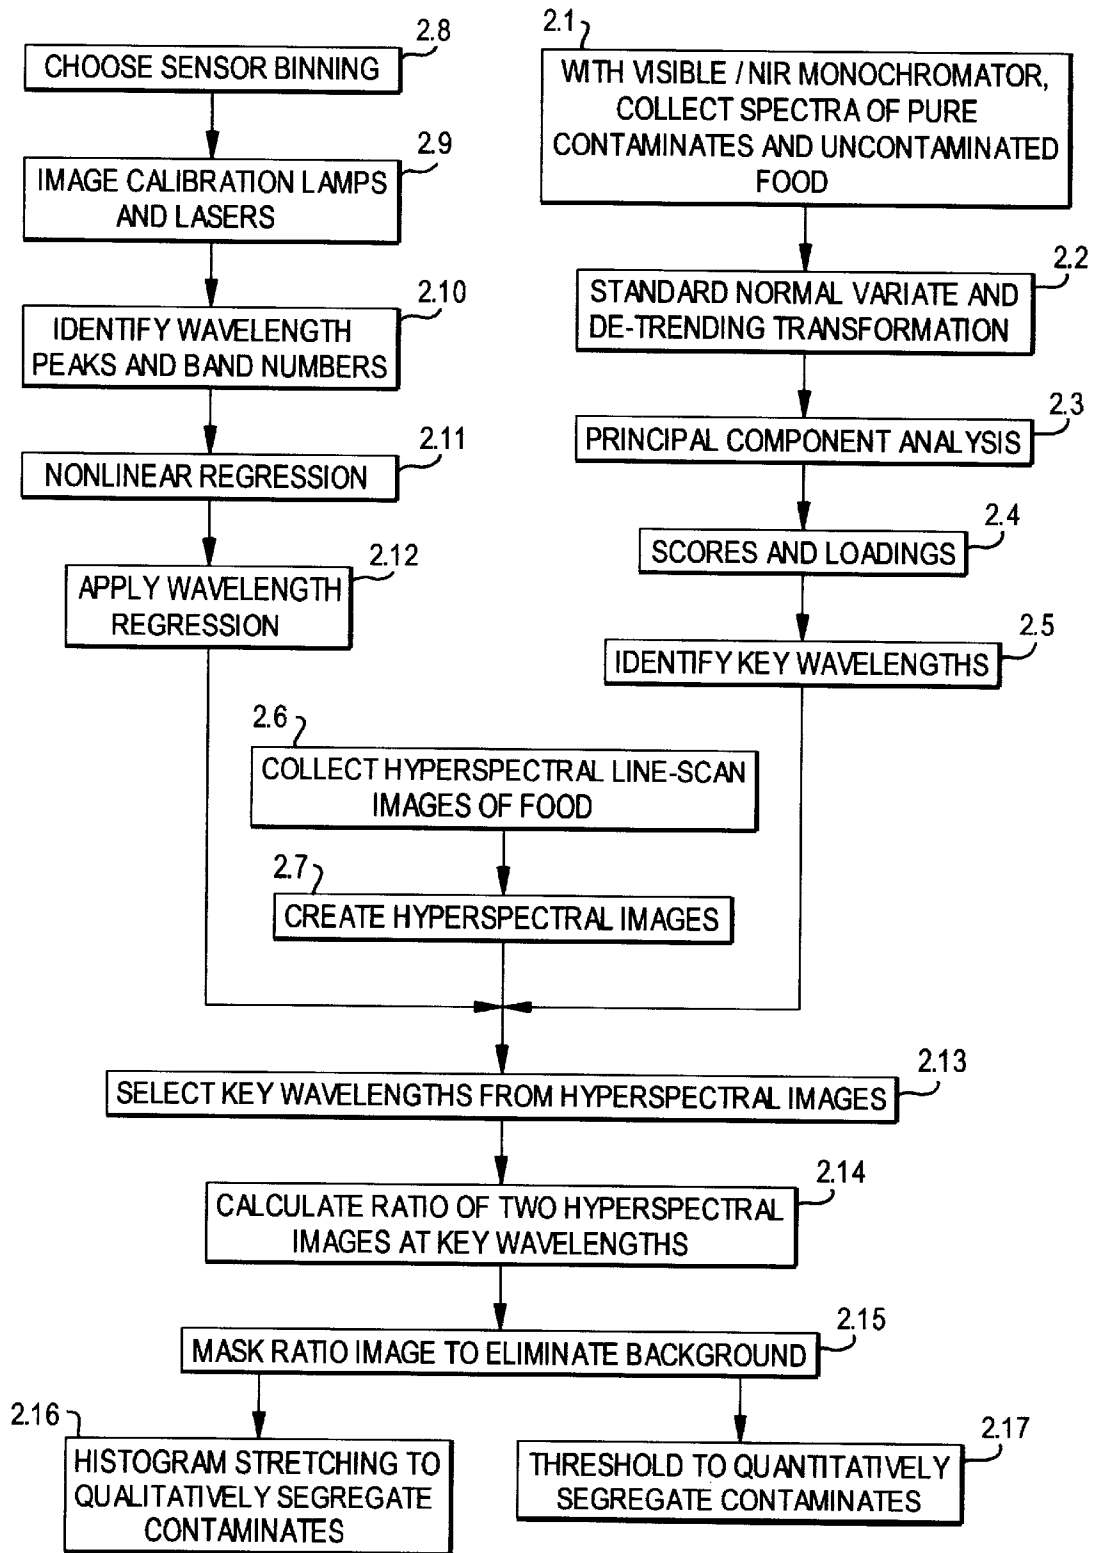 2.8
CHOOSE SENSOR BINNING
2.9
IMAGE CALIBRATION LAMPS
AND LASERS
2.10
IDENTIFY WAVELENGTH
PEAKS AND BAND NUMBERS
2.11
NONLINEAR REGRESSION
2.12
APPLY WAVELENGTH
REGRESSION
2.1
WITH VISIBLE / NIR MONOCHROMATOR,
COLLECT SPECTRA OF PURE
CONTAMINATES AND UNCONTAMINATED
FOOD
2.2
STANDARD NORMAL VARIATE AND
DE-TRENDING TRANSFORMATION
2.3
PRINCIPAL COMPONENT ANALYSIS
2.4
SCORES AND LOADINGS
2.5
IDENTIFY KEY WAVELENGTHS
2.6
COLLECT HYPERSPECTRAL LINE-SCAN
IMAGES OF FOOD
2.7
CREATE HYPERSPECTRAL IMAGES
2.13
SELECT KEY WAVELENGTHS FROM HYPERSPECTRAL IMAGES
2.14
CALCULATE RATIO OF TWO HYPERSPECTRAL
IMAGES AT KEY WAVELENGTHS
2.15
MASK RATIO IMAGE TO ELIMINATE BACKGROUND
2.16
HISTOGRAM STRETCHING TO
QUALITATIVELY SEGREGATE
CONTAMINATES
2.17
THRESHOLD TO QUANTITATIVELY
SEGREGATE CONTAMINATES